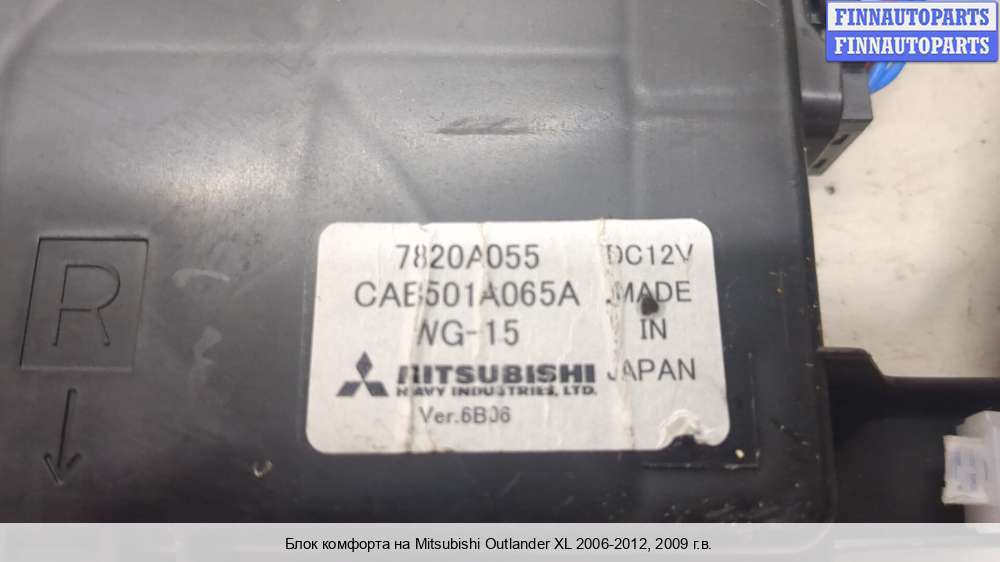 FINNAUTOPARTS
FINNAUTOPARTS
7820A055 DC12V
CAB501A065A MADE
WG-15 IN
MITSUBISHI JAPAN
HEAVY INDUSTRIES, LTD.
Ver.6B06
R
Блок комфорта на Mitsubishi Outlander XL 2006-2012, 2009 г.в.